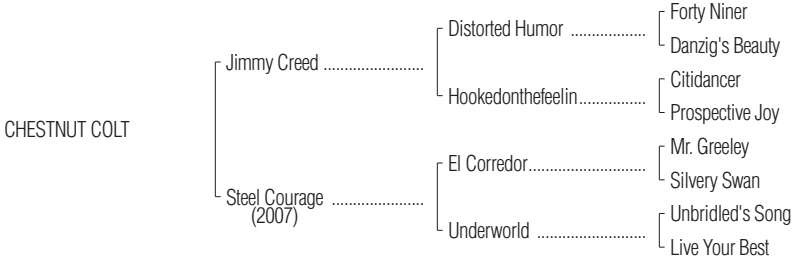 Forty Niner
Distorted Humor ..................
Danzig's Beauty
Jimmy Creed .......................
Citidancer
Hookedonthefeelin................
Prospective Joy
CHESTNUT COLT
Mr. Greeley
El Corredor............................
Silvery Swan
Steel Courage .....................
(2007)
Unbridled's Song
Underworld ..........................
Live Your Best